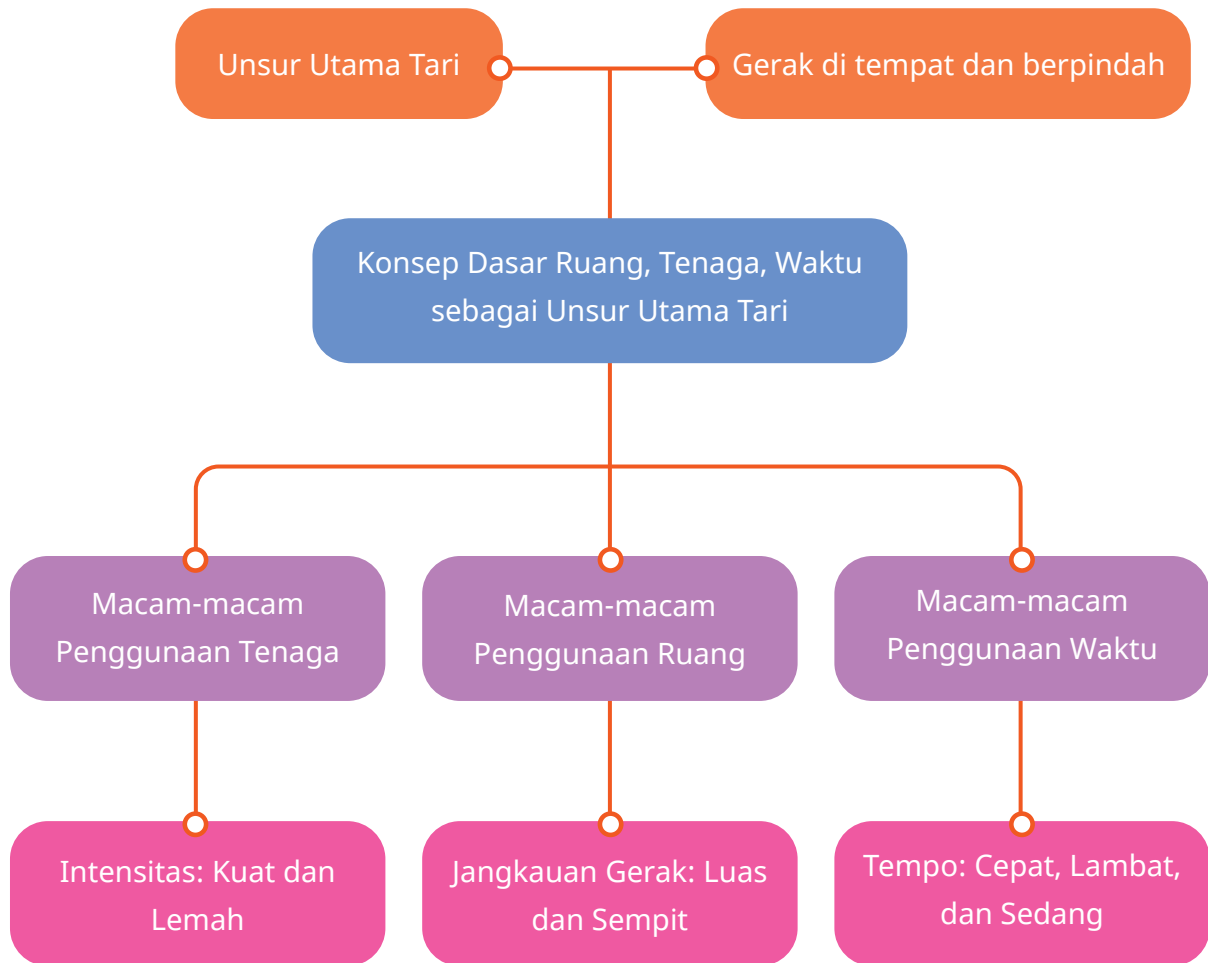 Unsur Utama Tari
Gerak di tempat dan berpindah
Konsep Dasar Ruang, Tenaga, Waktu
sebagai Unsur Utama Tari
Macam-macam
Penggunaan Tenaga
Macam-macam
Penggunaan Ruang
Macam-macam
Penggunaan Waktu
Intensitas: Kuat dan
Lemah
Jangkauan Gerak: Luas
dan Sempit
Tempo: Cepat, Lambat,
dan Sedang